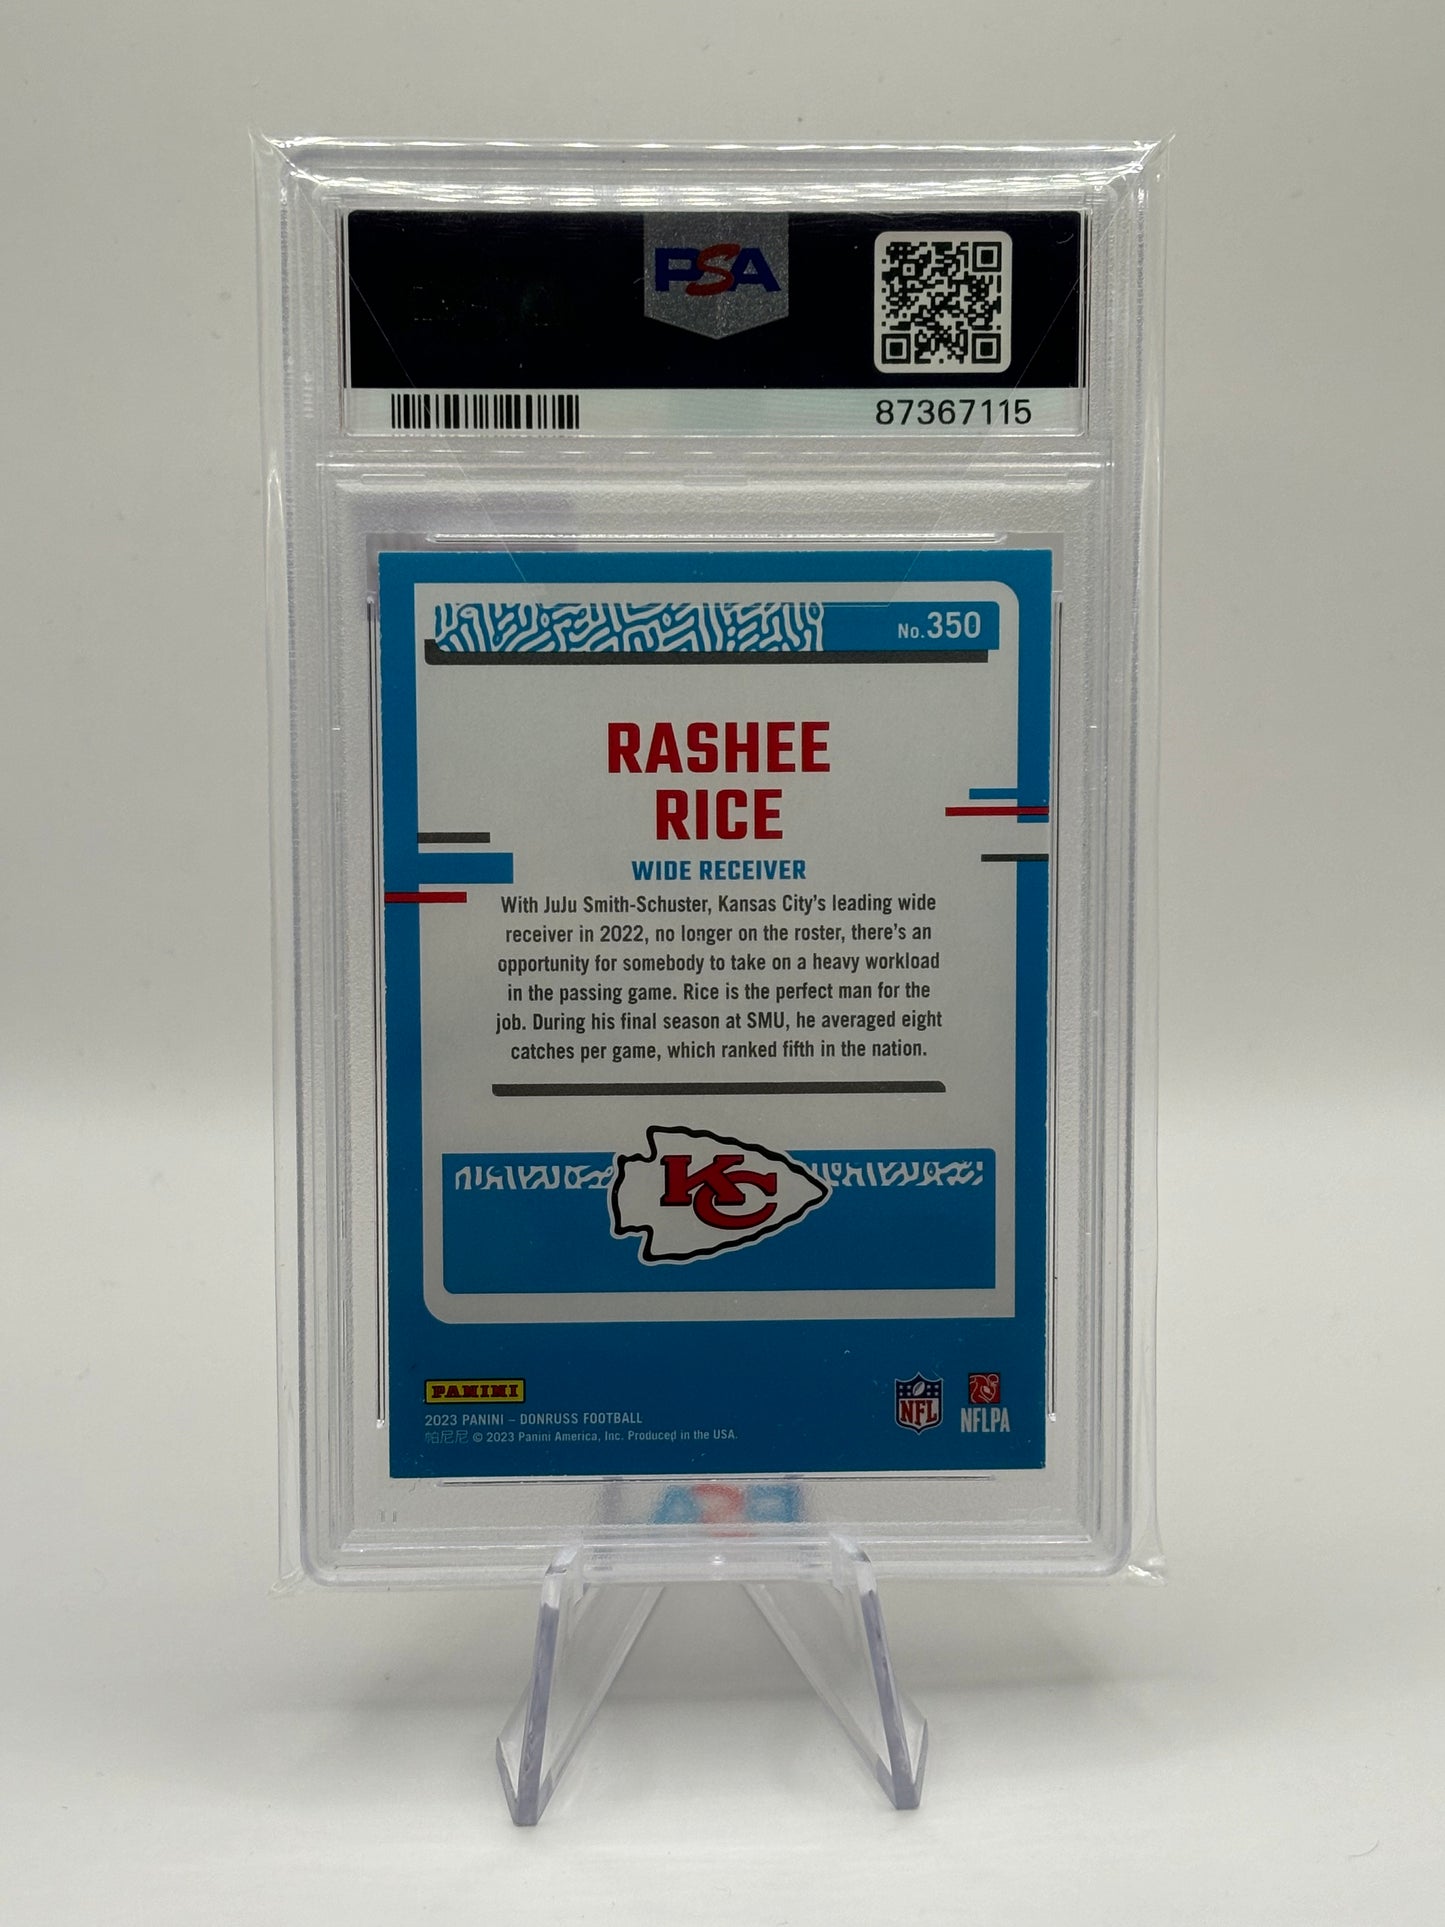 PSA
87367115
No.350
RASHEE
RICE
WIDE RECEIVER
With JuJu Smith-Schuster, Kansas City's leading wide
receiver in 2022, no longer on the roster, there's an
opportunity for somebody to take on a heavy workload
in the passing game. Rice is the perfect man for the
job. During his final season at SMU, he averaged eight
catches per game, which ranked fifth in the nation.
KC
PANINI
2023 PANINI – DONRUSS FOOTBALL
帕尼尼 © 2023 Panini America, Inc. Produced in the USA.
NFL
NFLPA